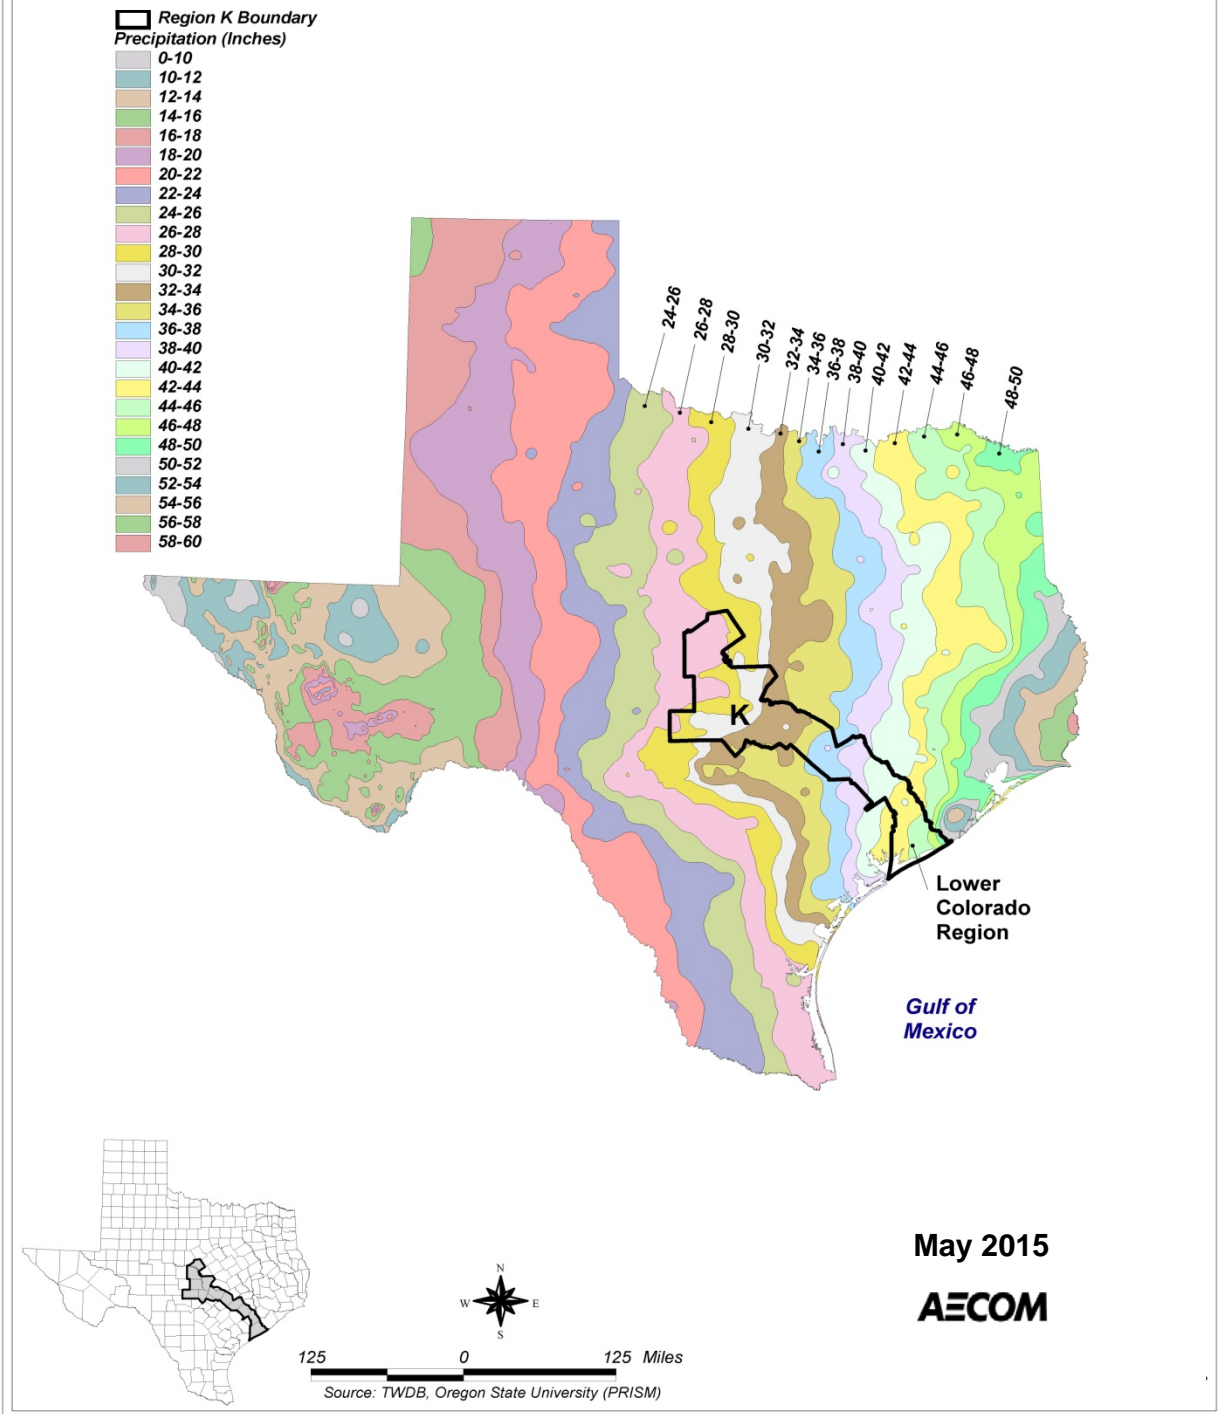 Region K Boundary
Precipitation (Inches)
0-10
10-12
12-14
14-16
16-18
18-20
20-22
22-24
24-26
26-28
28-30
30-32
32-34
34-36
36-38
38-40
40-42
42-44
44-46
46-48
48-50
50-52
52-54
54-56
56-58
58-60
24-26
26-28
28-30
30-32
32-34
34-36
36-38
38-40
40-42
42-44
44-46
46-48
48-50
K
Lower
Colorado
Region
Gulf of
Mexico
May 2015
AECOM
N
W E
S
125 0 125 Miles
Source: TWDB, Oregon State University (PRISM)